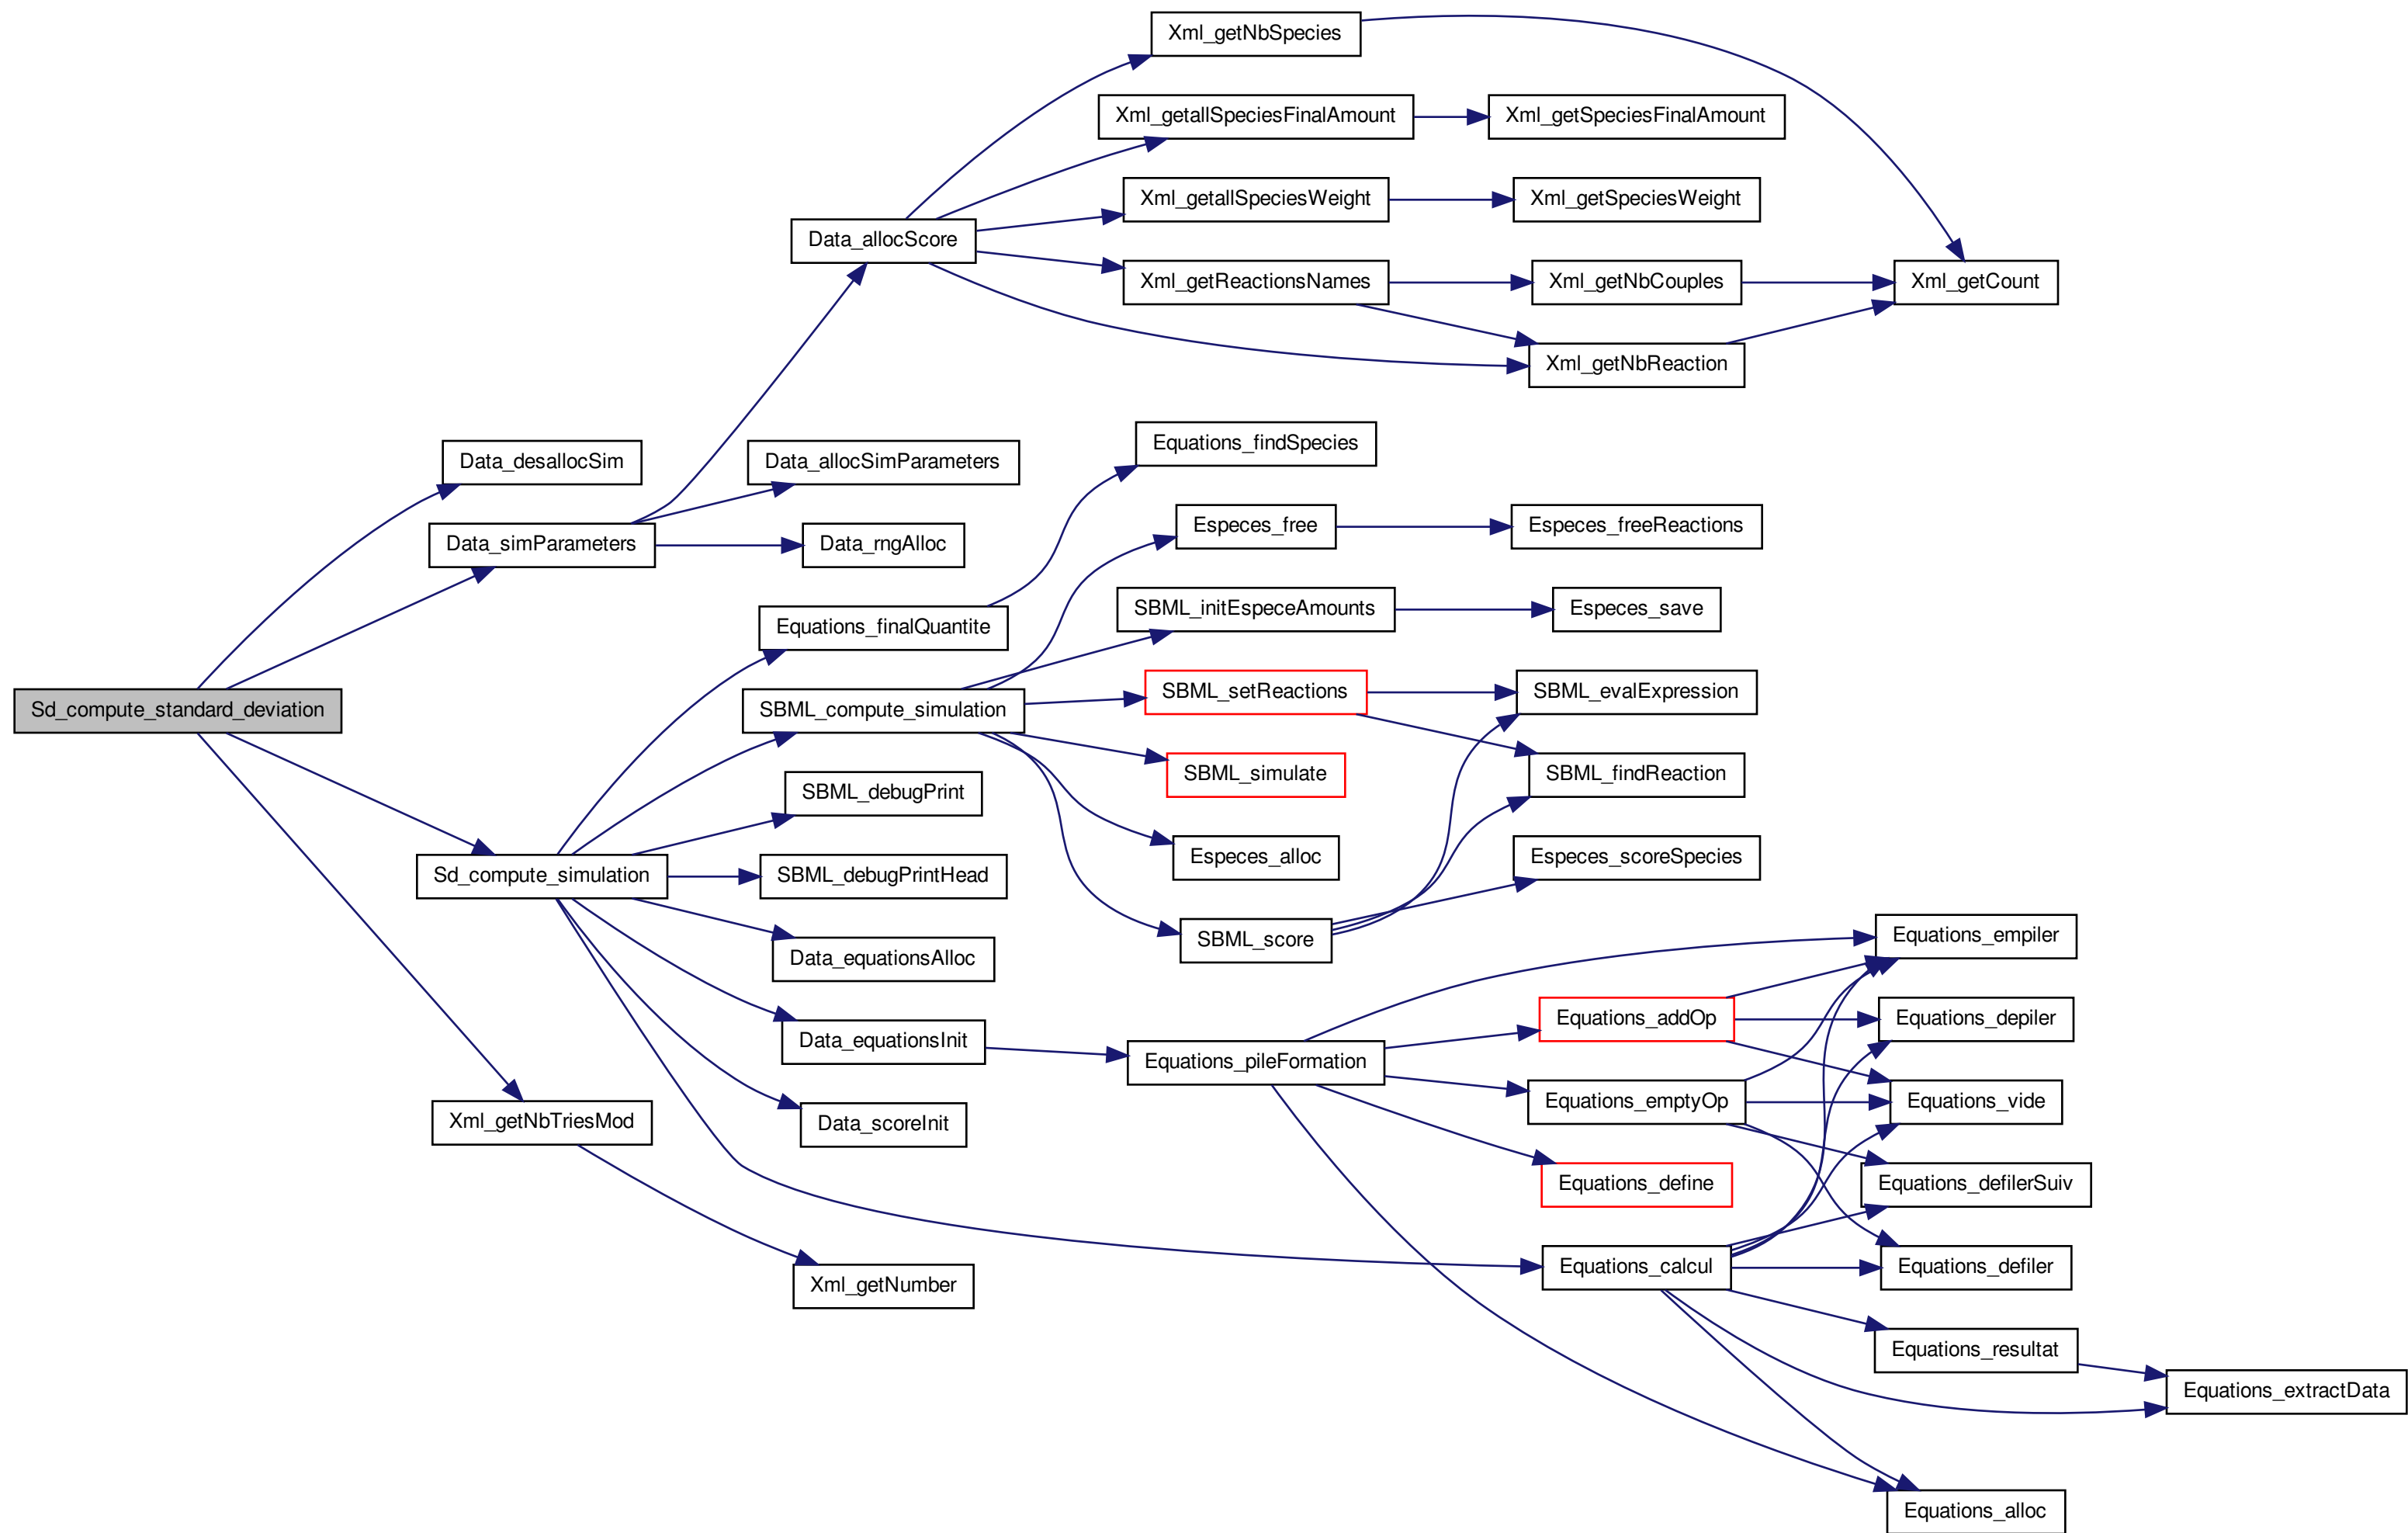 Xml_getNbSpecies
Xml_getallSpeciesFinalAmount
Xml_getSpeciesFinalAmount
Xml_getallSpeciesWeight
Xml_getSpeciesWeight
Data_allocScore
Xml_getReactionsNames
Xml_getNbCouples
Xml_getCount
Xml_getNbReaction
Equations_findSpecies
Data_desallocSim
Data_allocSimParameters
Especes_free
Especes_freeReactions
Data_simParameters
Data_rngAlloc
SBML_initEspeceAmounts
Especes_save
Equations_finalQuantite
SBML_setReactions
SBML_evalExpression
Sd_compute_standard_deviation
SBML_compute_simulation
SBML_simulate
SBML_findReaction
SBML_debugPrint
Especes_alloc
Especes_scoreSpecies
Sd_compute_simulation
SBML_debugPrintHead
SBML_score
Equations_empiler
Data_equationsAlloc
Equations_addOp
Equations_depiler
Data_equationsInit
Equations_pileFormation
Equations_emptyOp
Equations_vide
Xml_getNbTriesMod
Data_scoreInit
Equations_define
Equations_defilerSuiv
Equations_calcul
Equations_defiler
Xml_getNumber
Equations_resultat
Equations_extractData
Equations_alloc